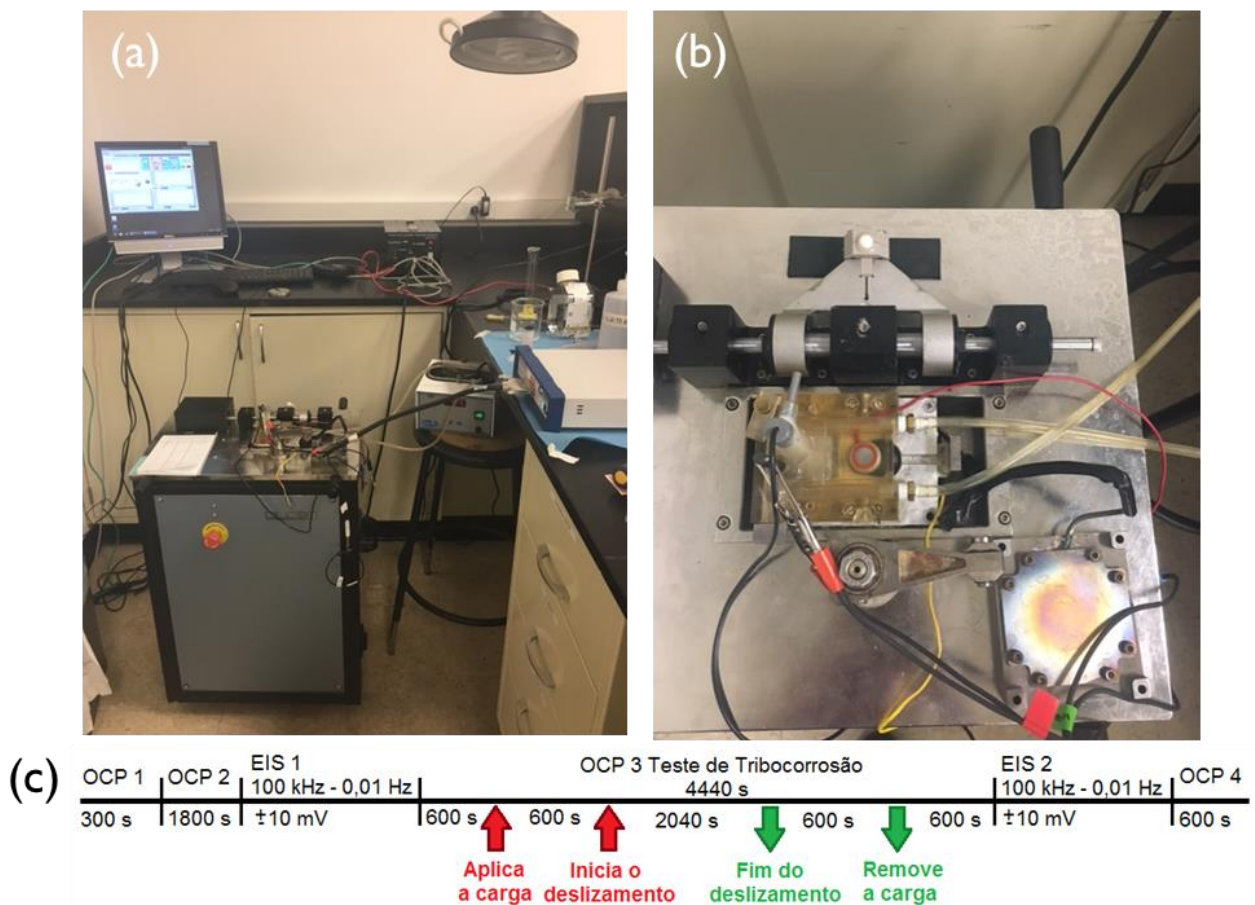 (a)
(b)
(c)
OCP 1
OCP 2
EIS 1
100 kHz - 0,01 Hz
OCP 3 Teste de Tribocorrosão
4440 s
EIS 2
100 kHz - 0,01 Hz
OCP 4
300 s
1800 s
±10 mV
600 s
600 s
2040 s
600 s
600 s
±10 mV
600 s
Aplica
a carga
Inicia o
deslizamento
Fim do
deslizamento
Remove
a carga